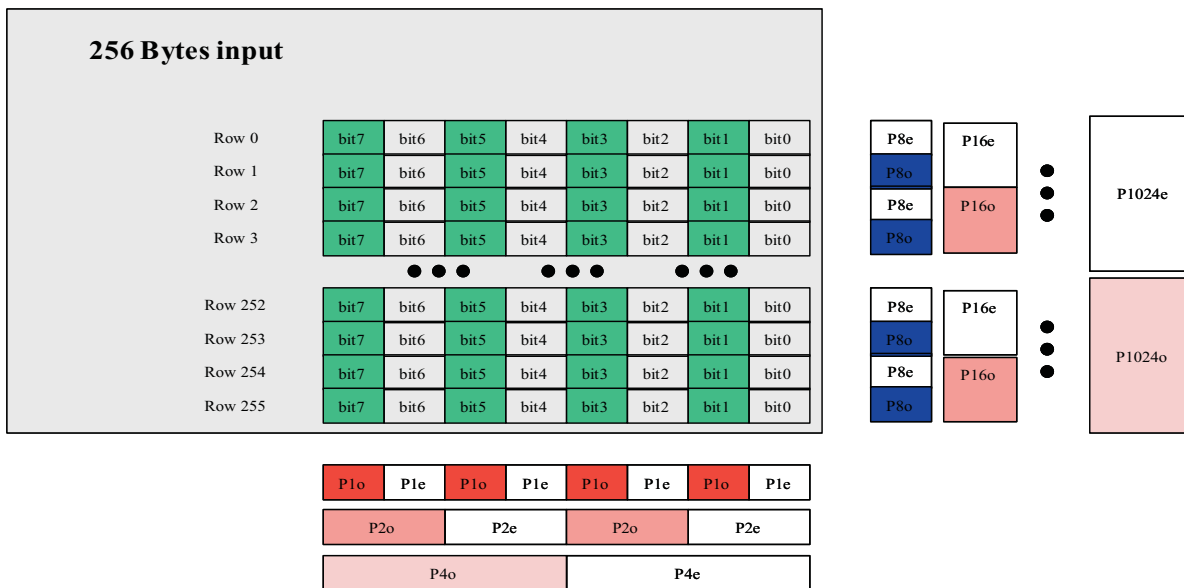 256 Bytes input
Row 0 bit7 bit6 bit5 bit4 bit3 bit2 bit1 bit0 P8e P16e
Row 1 bit7 bit6 bit5 bit4 bit3 bit2 bit1 bit0 P8o
Row 2 bit7 bit6 bit5 bit4 bit3 bit2 bit1 bit0 P8e P16o P1024e
Row 3 bit7 bit6 bit5 bit4 bit3 bit2 bit1 bit0 P8o
Row 252 bit7 bit6 bit5 bit4 bit3 bit2 bit1 bit0 P8e P16e
Row 253 bit7 bit6 bit5 bit4 bit3 bit2 bit1 bit0 P8o
Row 254 bit7 bit6 bit5 bit4 bit3 bit2 bit1 bit0 P8e P16o P1024o
Row 255 bit7 bit6 bit5 bit4 bit3 bit2 bit1 bit0 P8o
P1o P1e P1o P1e P1o P1e P1o P1e
P2o P2e P2o P2e
P4o P4e